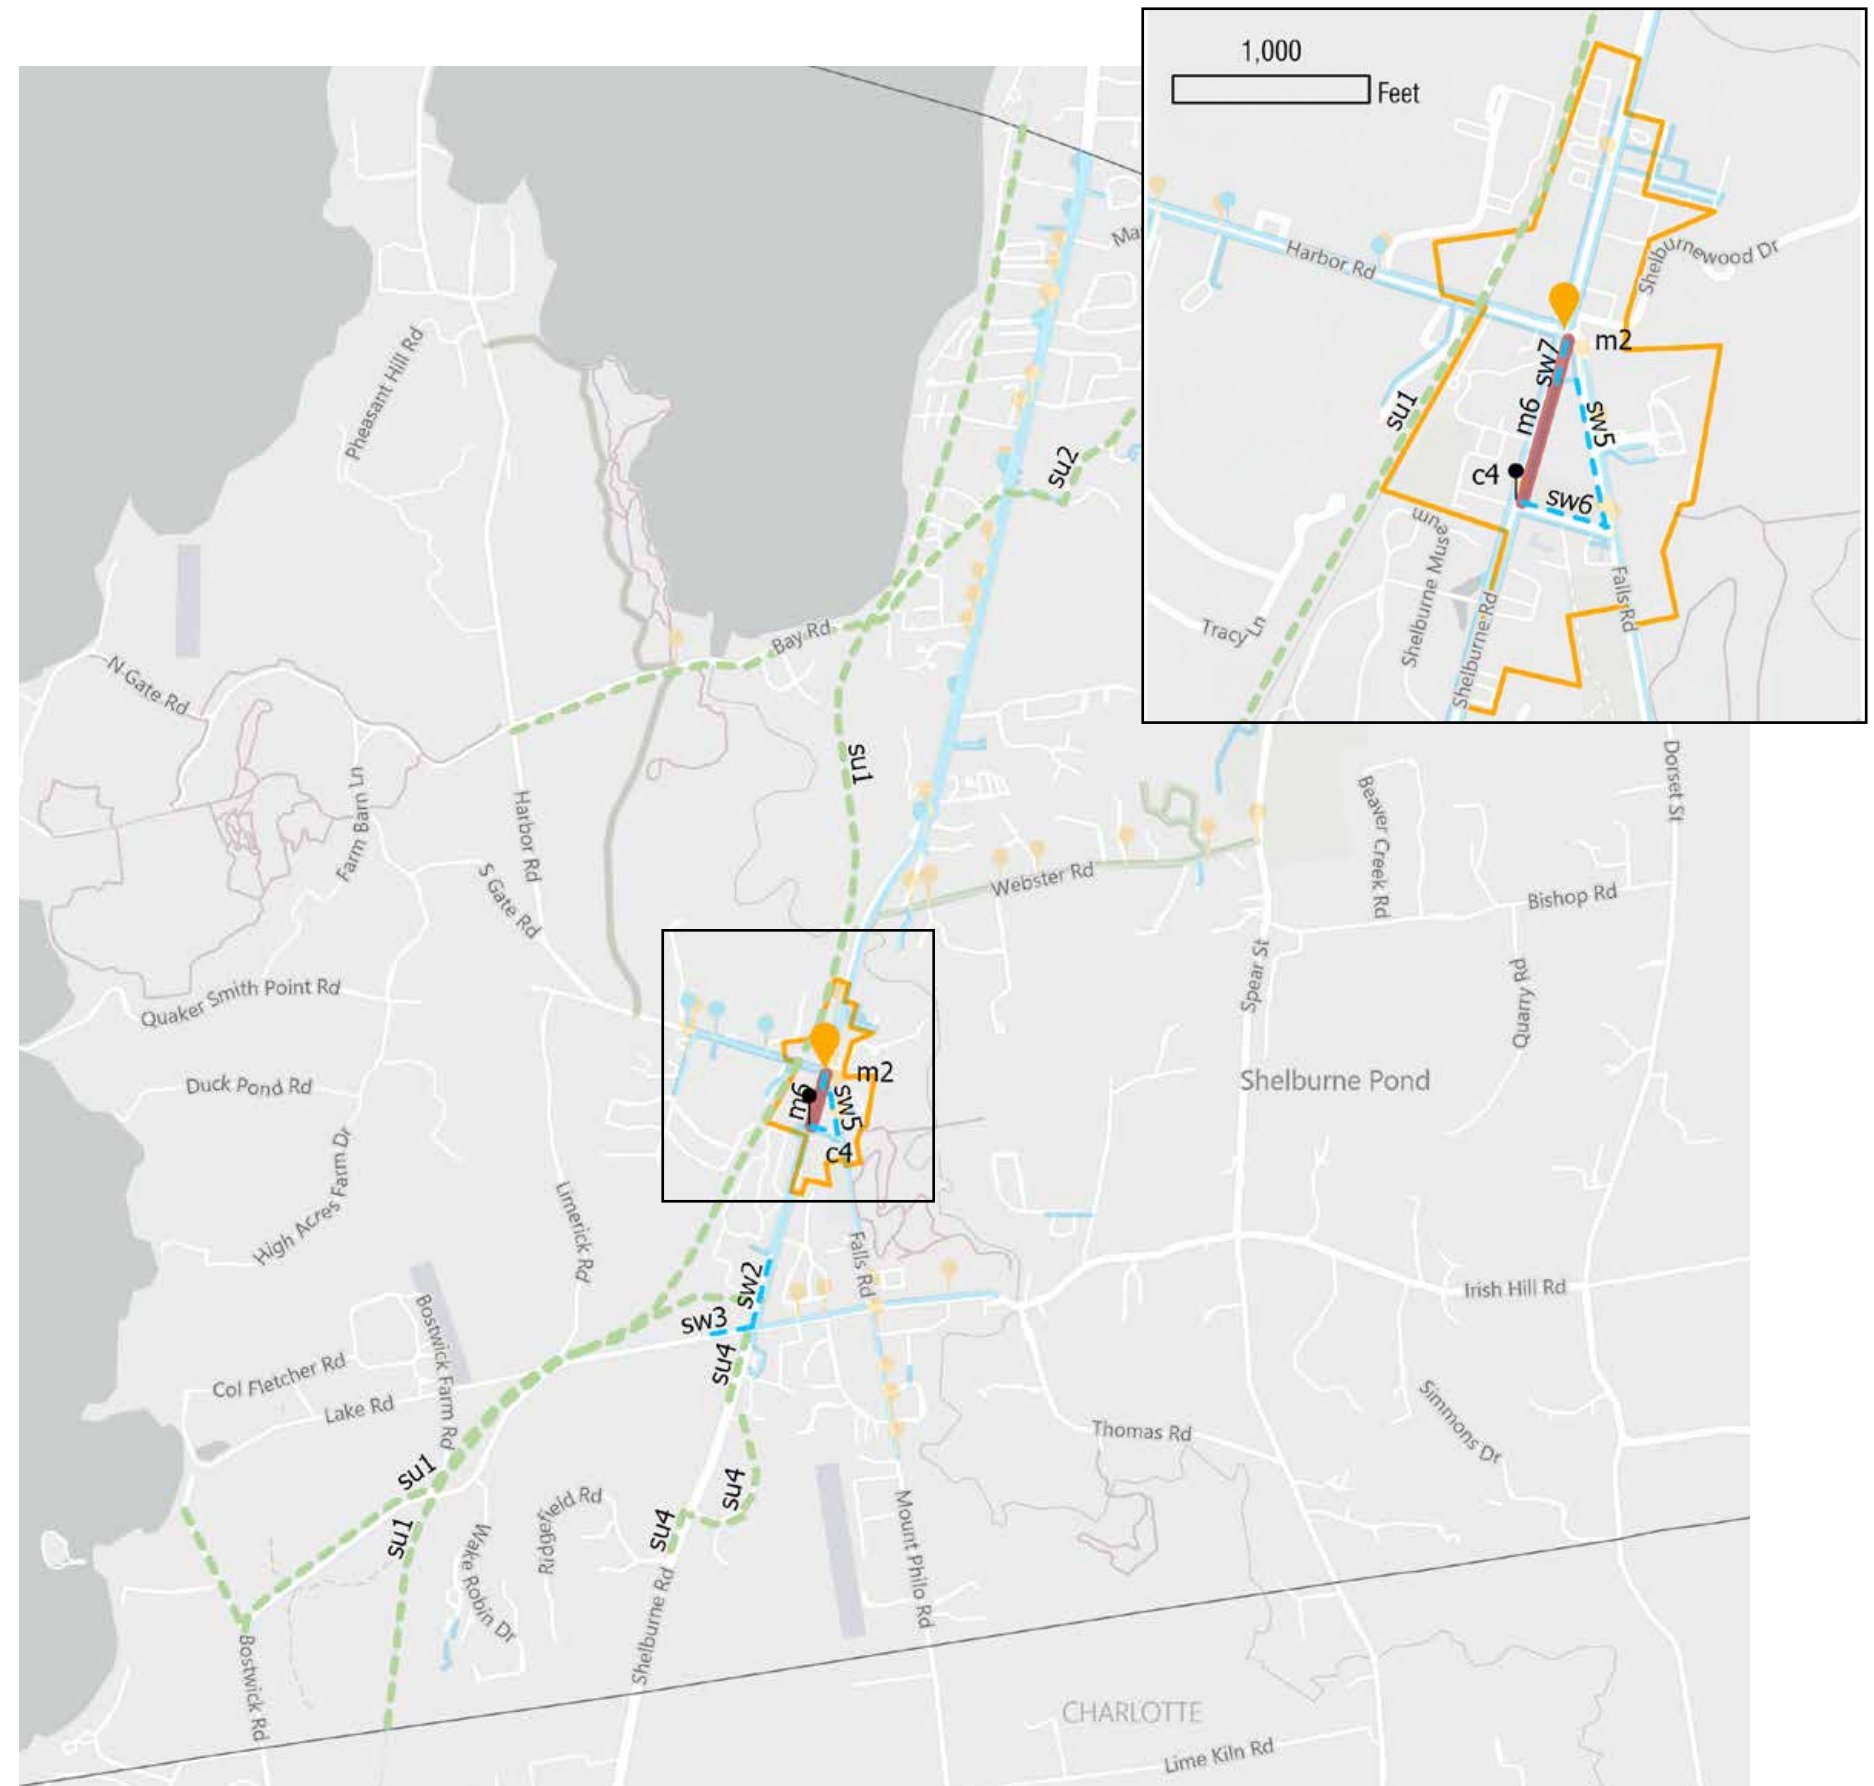 1,000
Feet
Harbor Rd
Shelburnewood Dr
m2
sw7
m6
su1
sw5
c4
sw6
Shelburne Museum
Falls Rd
Tracy Ln
Shelburne Rd
su2
Pheasant Hill Rd
Bay Rd
N Gate Rd
su1
Farm Barn Ln
Harbor Rd
Dorset St
Beaver Creek Rd
S Gate Rd
Webster Rd
Bishop Rd
Spear St
Quarry Rd
Quaker Smith Point Rd
m2
m6
sw5
c4
Duck Pond Rd
Shelburne Pond
High Acres Farm Dr
Limerick Rd
Falls Rd
sw2
sw3
su4
Irish Hill Rd
Bostwick Farm Rd
Col Fletcher Rd
Lake Rd
Thomas Rd
Simmons Dr
su1
su4
su1
su4
Ridgefield Rd
Wake Robin Dr
Mount Philo Rd
Shelburne Rd
Bostwick Rd
CHARLOTTE
Lime Kiln Rd